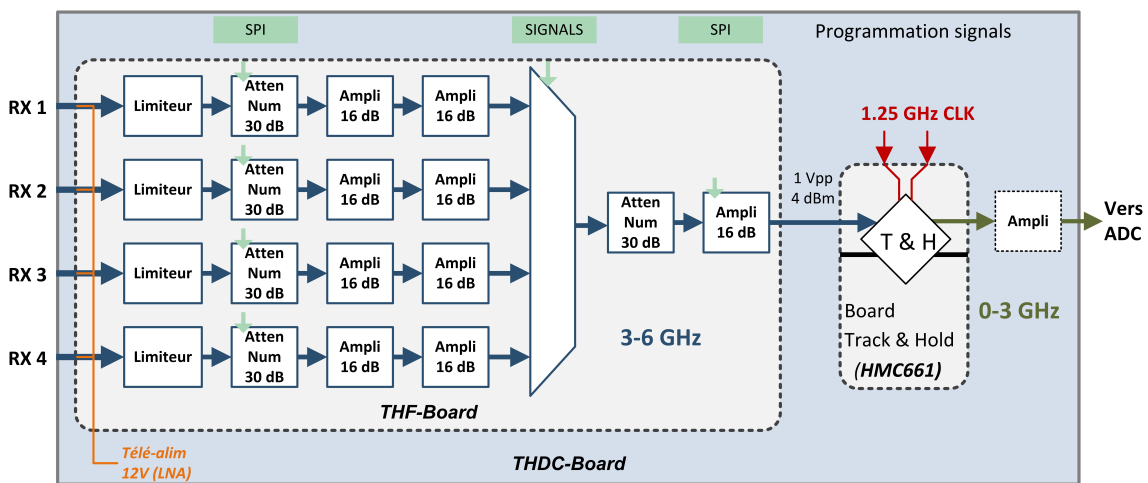 SPI
SIGNALS
SPI
Programmation signals
RX 1
Limiteur
Atten
Num
30 dB
Ampli
16 dB
Ampli
16 dB
1.25 GHz CLK
RX 2
Limiteur
Atten
Num
30 dB
Ampli
16 dB
Ampli
16 dB
Atten
Num
30 dB
Ampli
16 dB
1 Vpp
4 dBm
T & H
Ampli
Vers
ADC
RX 3
Limiteur
Atten
Num
30 dB
Ampli
16 dB
Ampli
16 dB
RX 4
Limiteur
Atten
Num
30 dB
Ampli
16 dB
Ampli
16 dB
3-6 GHz
Board
Track & Hold
(HMC661)
0-3 GHz
THF-Board
Télé-alim
12V (LNA)
THDC-Board